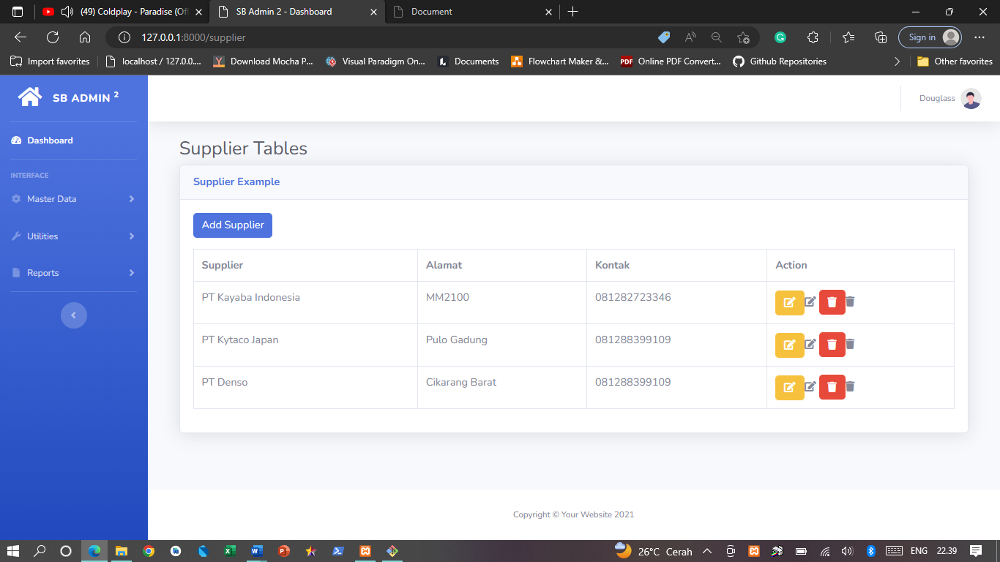 (49) Coldplay - Paradise (Off
SB Admin 2 - Dashboard
Document
127.0.0.1:8000/supplier
Sign in
Import favorites
localhost / 127.0.0....
Download Mocha P...
Visual Paradigm On...
Documents
Flowchart Maker &...
PDF
Online PDF Convert...
Github Repositories
Other favorites
SB ADMIN 2
Douglass
Dashboard
INTERFACE
Master Data
Utilities
Reports
Supplier Tables
Supplier Example
Add Supplier
Supplier Alamat Kontak Action
PT Kayaba Indonesia MM2100 081282723346
PT Kytaco Japan Pulo Gadung 081288399109
PT Denso Cikarang Barat 081288399109
Copyright © Your Website 2021
26°C Cerah
ENG 22.39